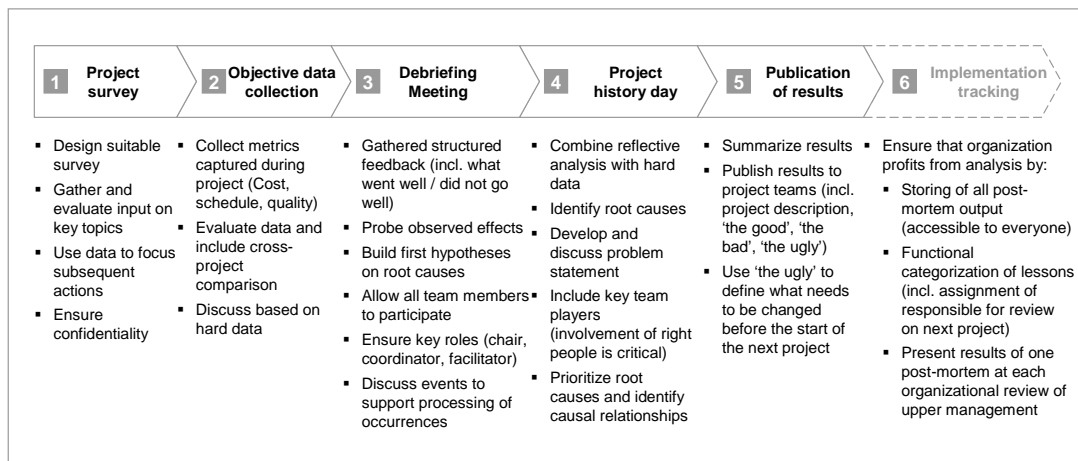 1
Project
survey
2
Objective data
collection
3
Debriefing
Meeting
4
Project
history day
5
Publication
of results
6
Implementation
tracking
▪ Design suitable
survey
▪ Gather and
evaluate input on
key topics
▪ Use data to focus
subsequent
actions
▪ Ensure
confidentiality
▪ Collect metrics
captured during
project (Cost,
schedule, quality)
▪ Evaluate data and
include cross-
project
comparison
▪ Discuss based on
hard data
▪ Gathered structured
feedback (incl. what
went well / did not go
well)
▪ Probe observed effects
▪ Build first hypotheses
on root causes
▪ Allow all team members
to participate
▪ Ensure key roles (chair,
coordinator, facilitator)
▪ Discuss events to
support processing of
occurrences
▪ Combine reflective
analysis with hard
data
▪ Identify root causes
▪ Develop and
discuss problem
statement
▪ Include key team
players
(involvement of right
people is critical)
▪ Prioritize root
causes and identify
causal relationships
▪ Summarize results
▪ Publish results to
project teams (incl.
project description,
‘the good’, ‘the
bad’, ‘the ugly’)
▪ Use ‘the ugly’ to
define what needs
to be changed
before the start of
the next project
▪ Ensure that organization
profits from analysis by:
▪ Storing of all post-
mortem output
(accessible to everyone)
▪ Functional
categorization of lessons
(incl. assignment of
responsible for review
on next project)
▪ Present results of one
post-mortem at each
organizational review of
upper management